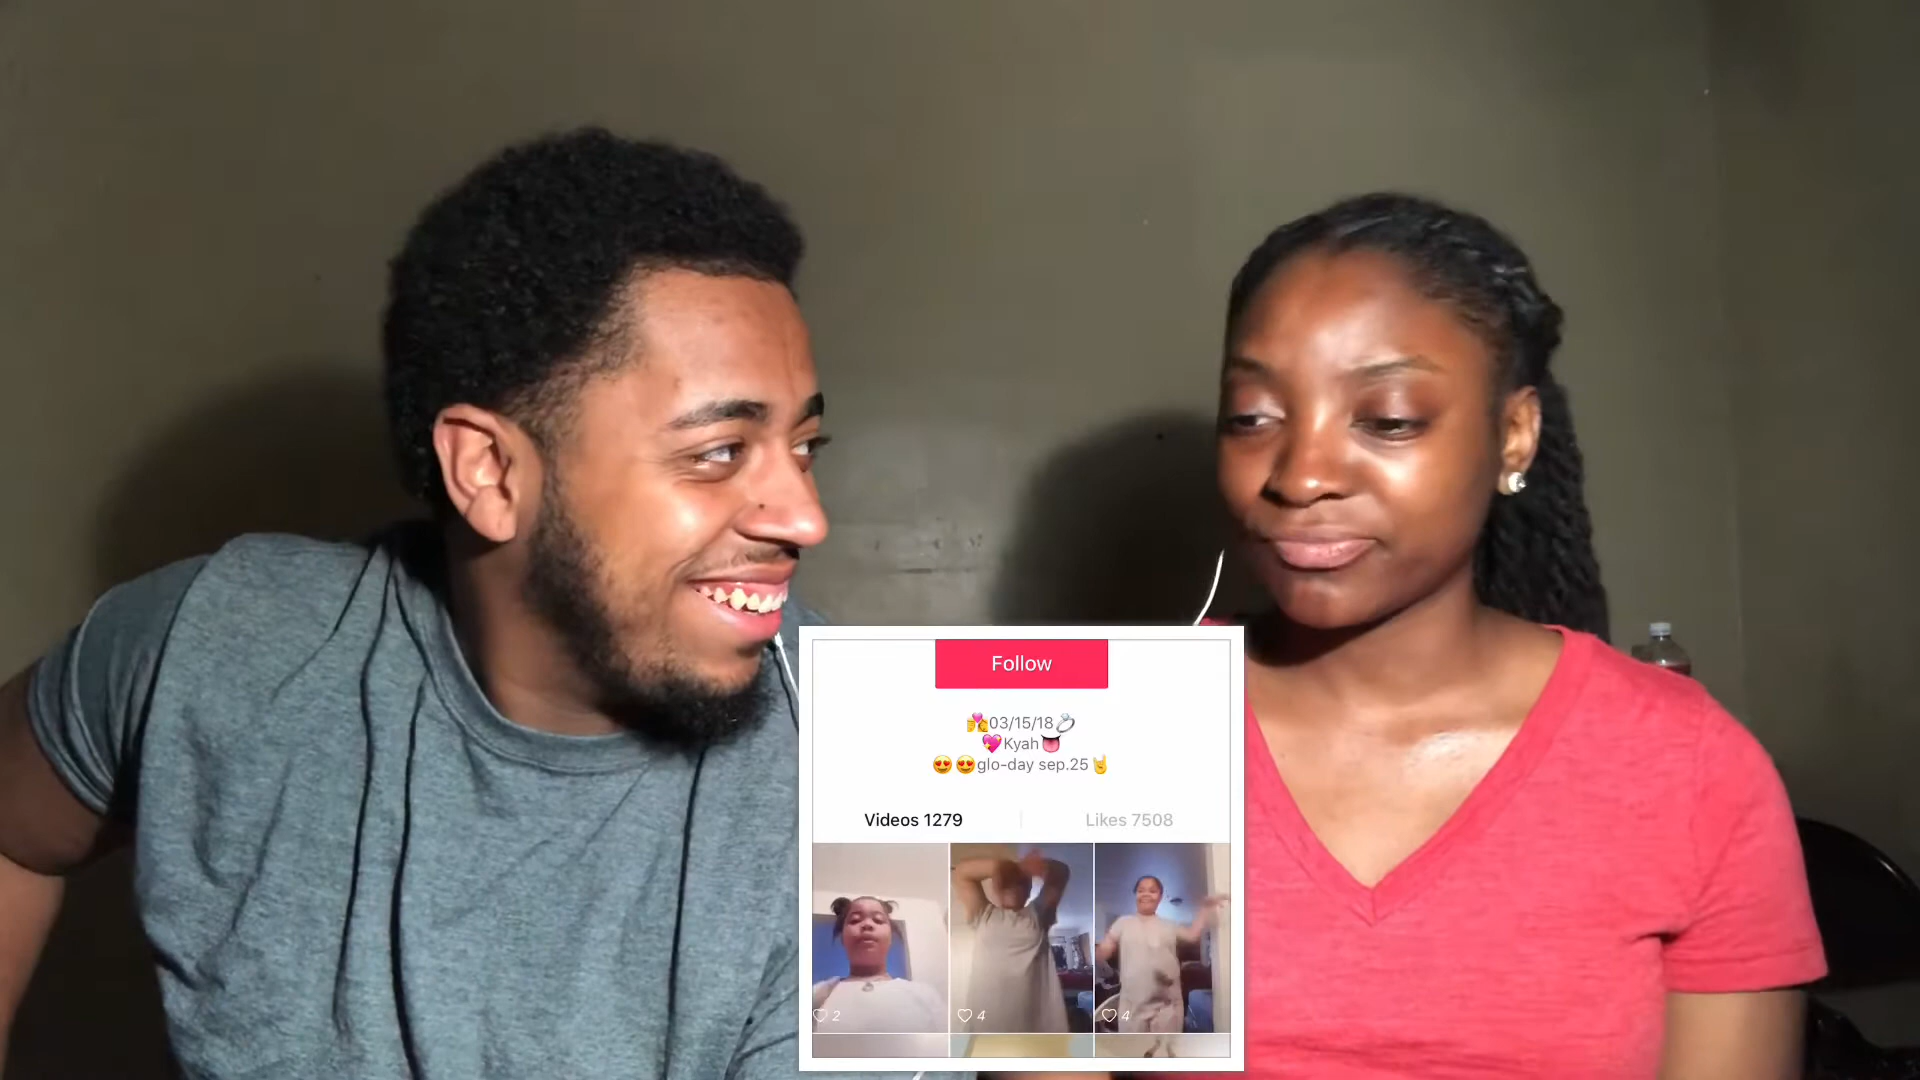 Follow
💏03/15/18💍
💖Kyah👅
😍😍glo-day sep.25🤘
Videos 1279
Likes 7508
2
4
4